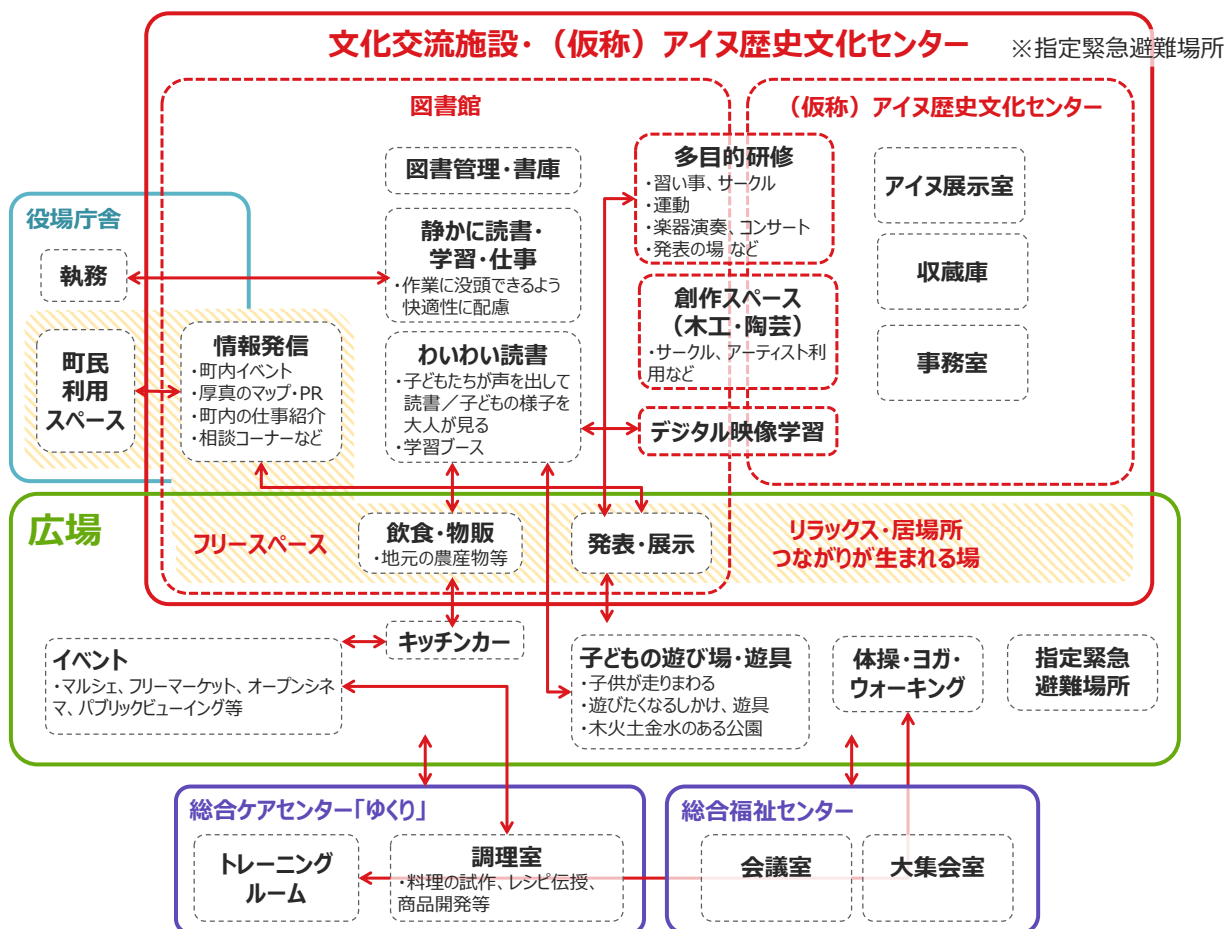 文化交流施設・（仮称）アイヌ歴史文化センター
※指定緊急避難場所
図書館
（仮称）アイヌ歴史文化センター
図書管理・書庫
静かに読書・
学習・仕事
・作業に没頭できるよう
快適性に配慮
わいわい読書
・子どもたちが声を出して
読書／子どもの様子を
大人が見る
・学習ブース
多目的研修
・習い事、サークル
・運動
・楽器演奏、コンサート
・発表の場 など
創作スペース
（木工・陶芸）
・サークル、アーティスト利
用など
デジタル映像学習
アイヌ展示室
収蔵庫
事務室
役場庁舎
執務
町民
利用
スペース
情報発信
・町内イベント
・厚真のマップ・PR
・町内の仕事紹介
・相談コーナーなど
広場
フリースペース
飲食・物販
・地元の農産物等
発表・展示
リラックス・居場所
つながりが生まれる場
イベント
・マルシェ、フリーマーケット、オープンシネ
マ、パブリックビューイング等
キッチンカー
子どもの遊び場・遊具
・子供が走りまわる
・遊びたくなるしかけ、遊具
・木火土金水のある公園
体操・ヨガ・
ウォーキング
指定緊急
避難場所
総合ケアセンター「ゆくり」
トレーニング
ルーム
調理室
・料理の試作、レシピ伝授、
商品開発等
総合福祉センター
会議室
大集会室